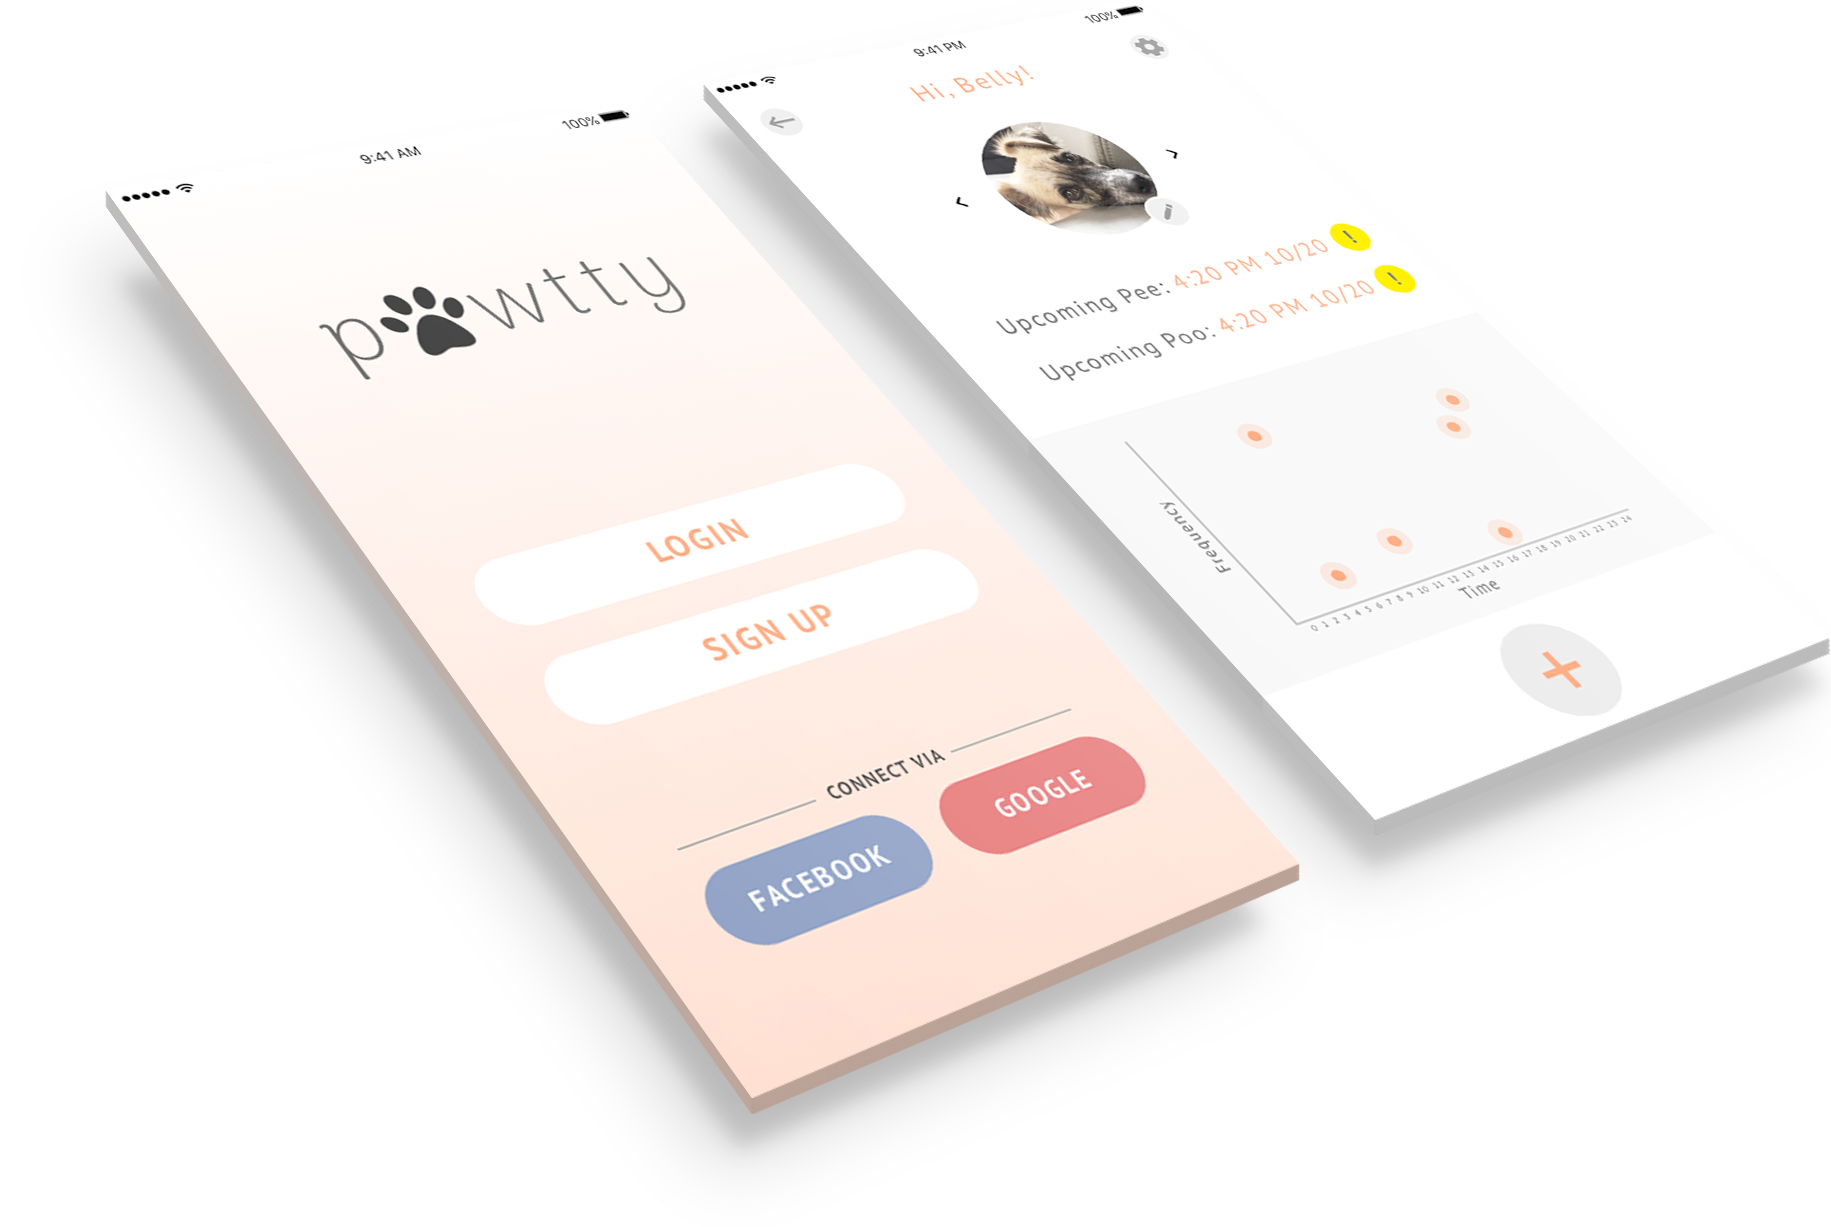 9:41 AM
100%
pawtty
LOGIN
SIGN UP
CONNECT VIA
FACEBOOK
GOOGLE
9:41 PM
100%
Hi, Belly!
Upcoming Pee: 4:20 PM 10/20 !
Upcoming Poo: 4:20 PM 10/20 !
Frequency
0 1 2 3 4 5 6 7 8 9 10 11 12 13 14 15 16 17 18 19 20 21 22 23 24
Time
+